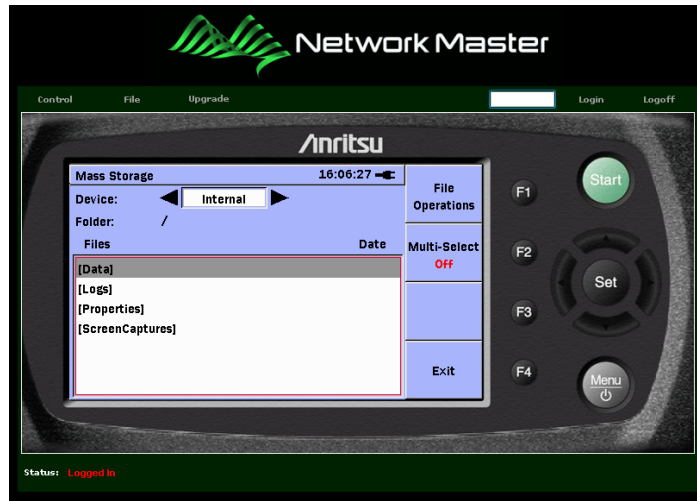 Network Master
Control File Upgrade Login Logoff
Anritsu
Mass Storage 16:06:27
Device: Internal
Folder: /
Files Date
[Data]
[Logs]
[Properties]
[ScreenCaptures]
File
Operations
Multi-Select
Off
Exit
F1
F2
F3
F4
Start
Set
Menu
Status: Logged In